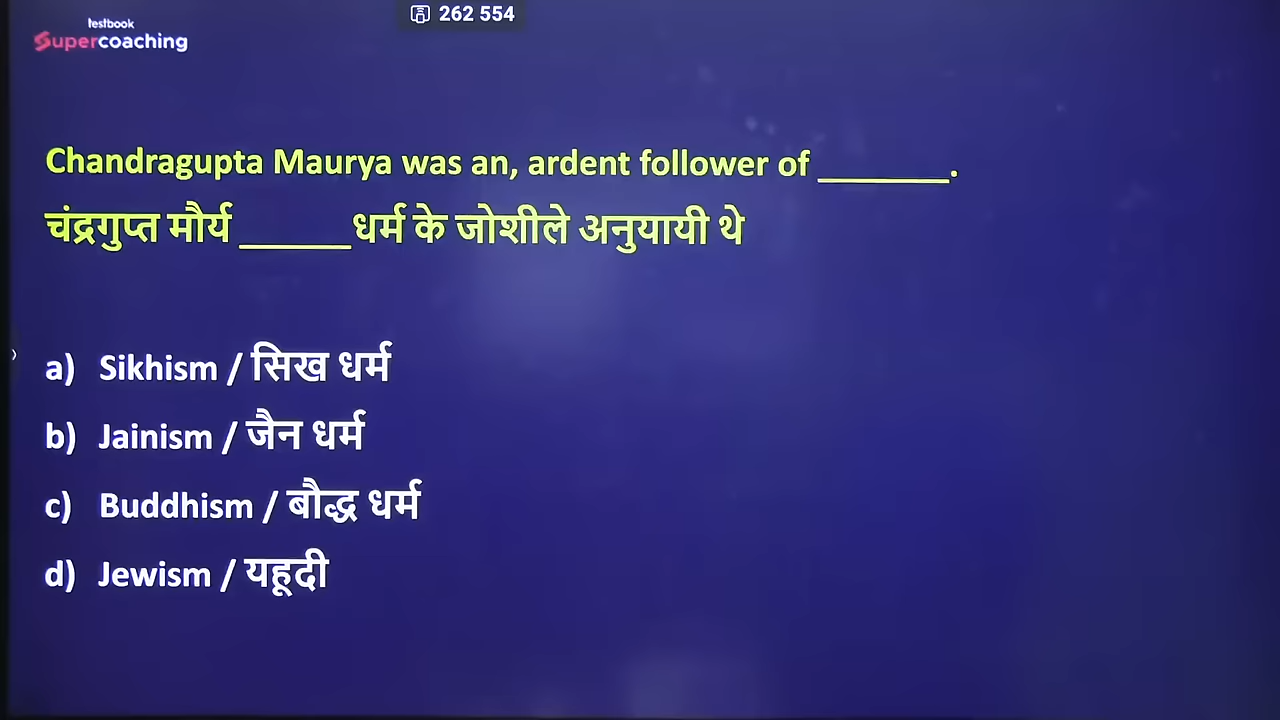 testbook
Supercoaching
262 554
Chandragupta Maurya was an, ardent follower of _______.
चंद्रगुप्त मौर्य ______धर्म के जोशीले अनुयायी थे
a) Sikhism / सिख धर्म
b) Jainism / जैन धर्म
c) Buddhism / बौद्ध धर्म
d) Jewism / यहूदी